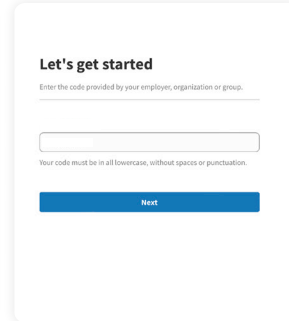 Let's get started
Enter the code provided by your employer, organization or group.
Your code must be in all lowercase, without spaces or punctuation.
Next